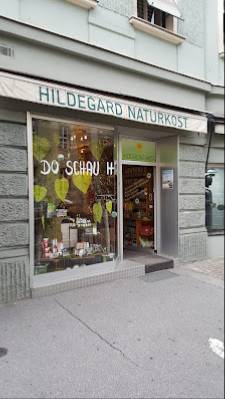 HILDEGARD NATURKOST
DO SCHAU H